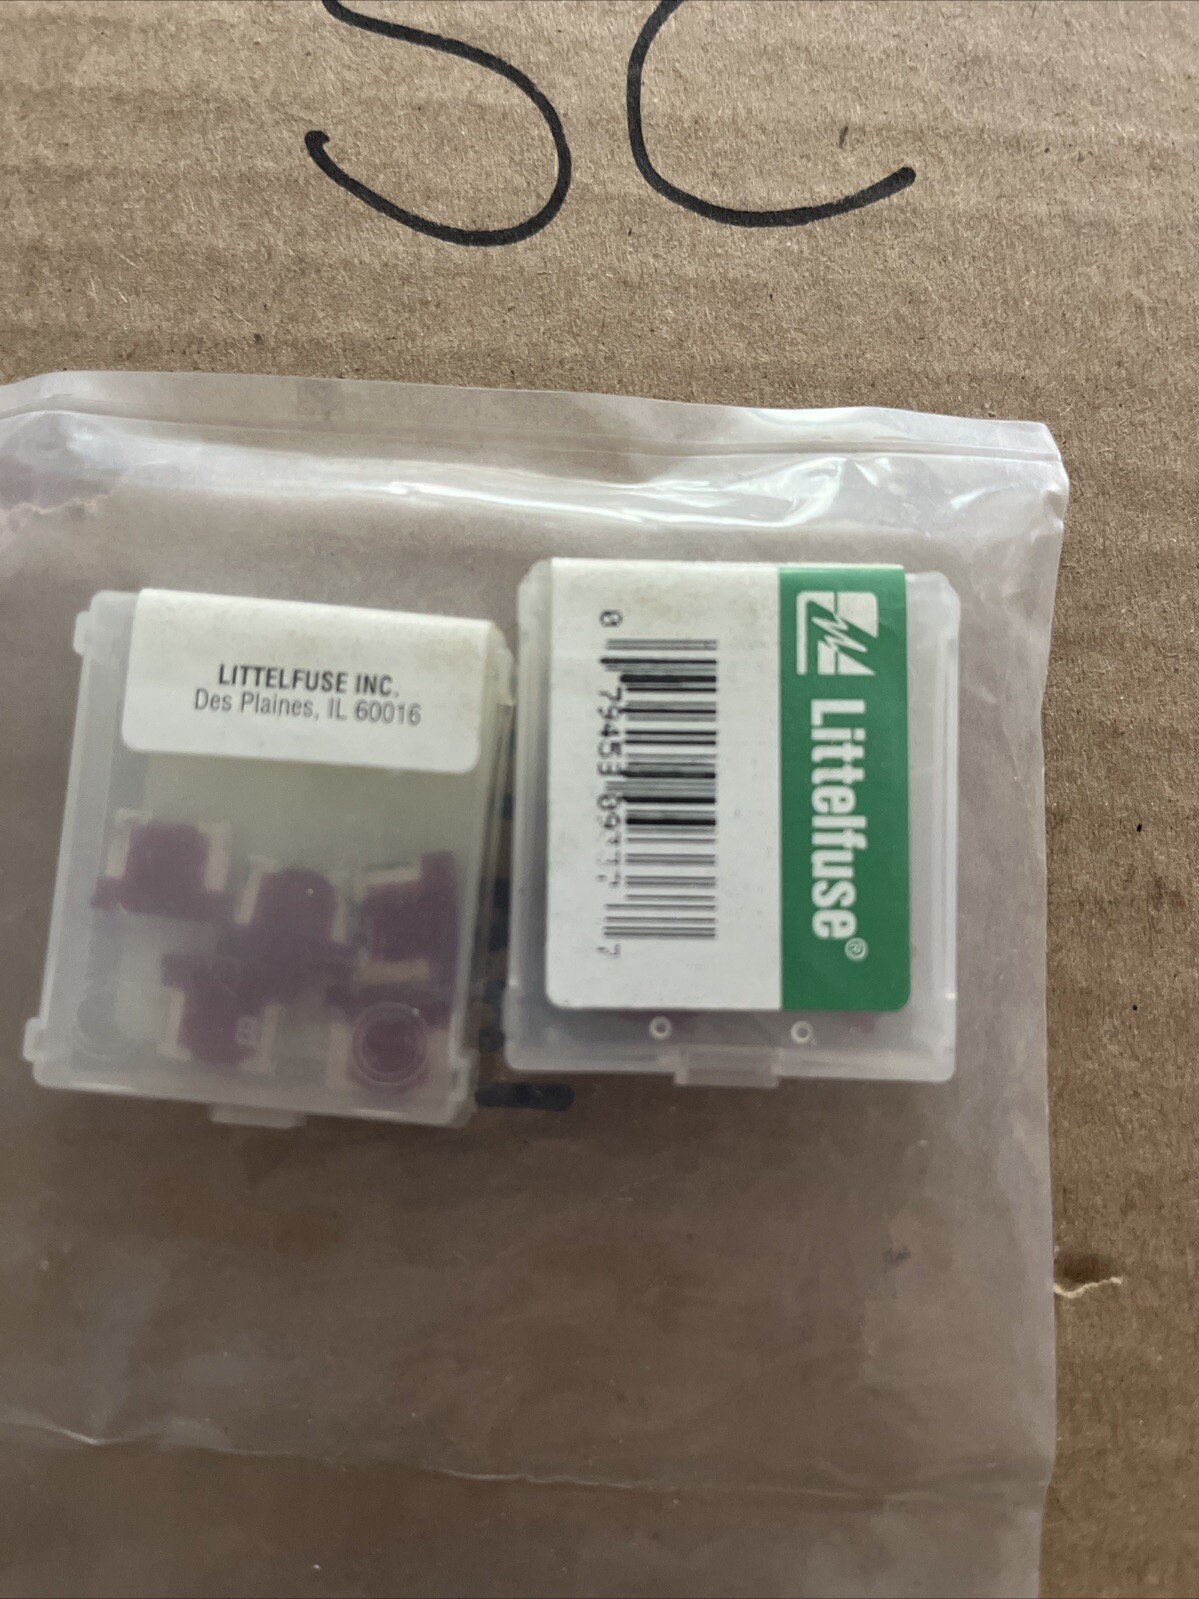 SC
LITTELFUSE INC.
Des Plaines, IL 60016
Littelfuse®